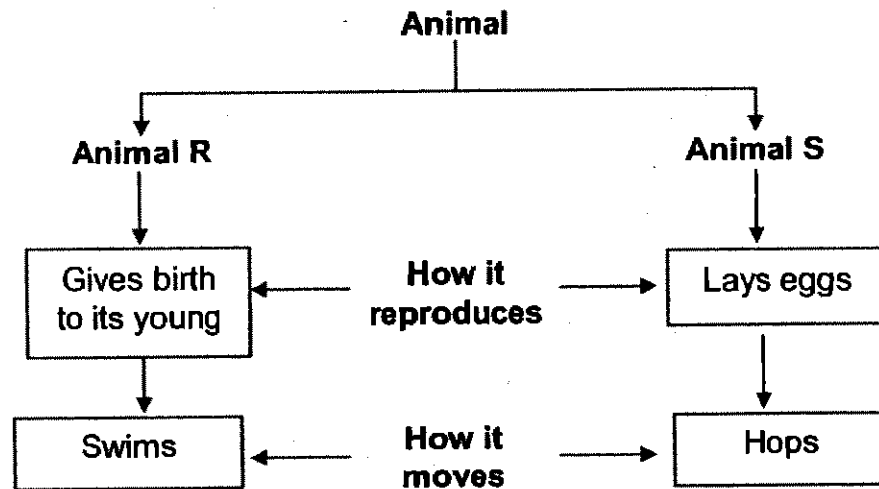 Animal
Animal R
Animal S
Gives birth
to its young
How it
reproduces
Lays eggs
Swims
How it
moves
Hops